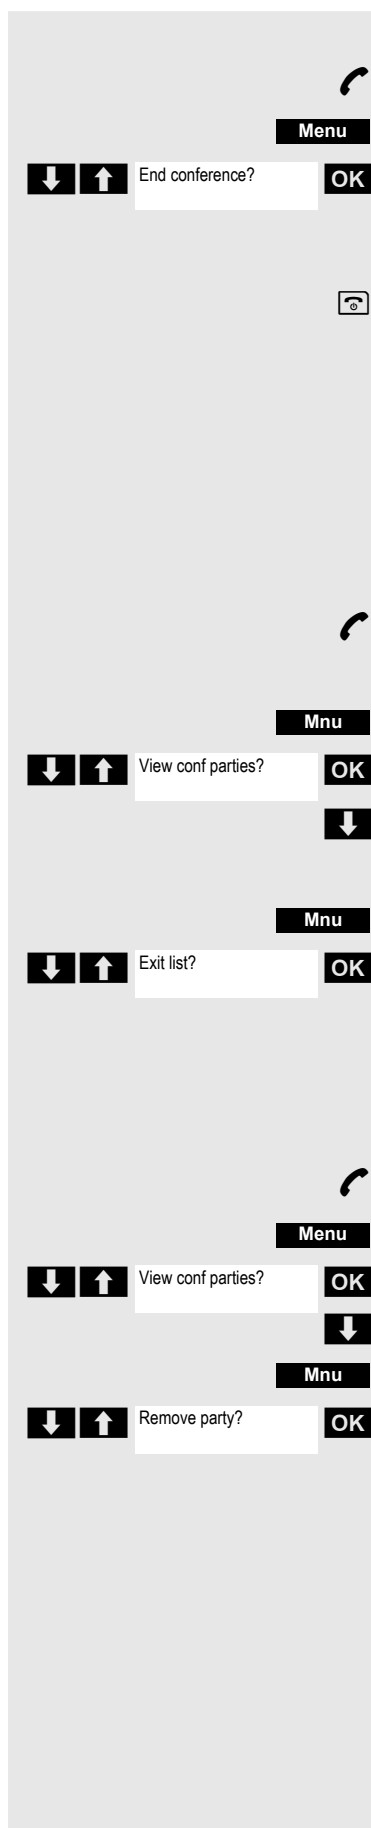 Menu
End conference? OK
Mnu
View conf parties? OK
Mnu
Exit list? OK
Menu
View conf parties? OK
Mnu
Remove party? OK